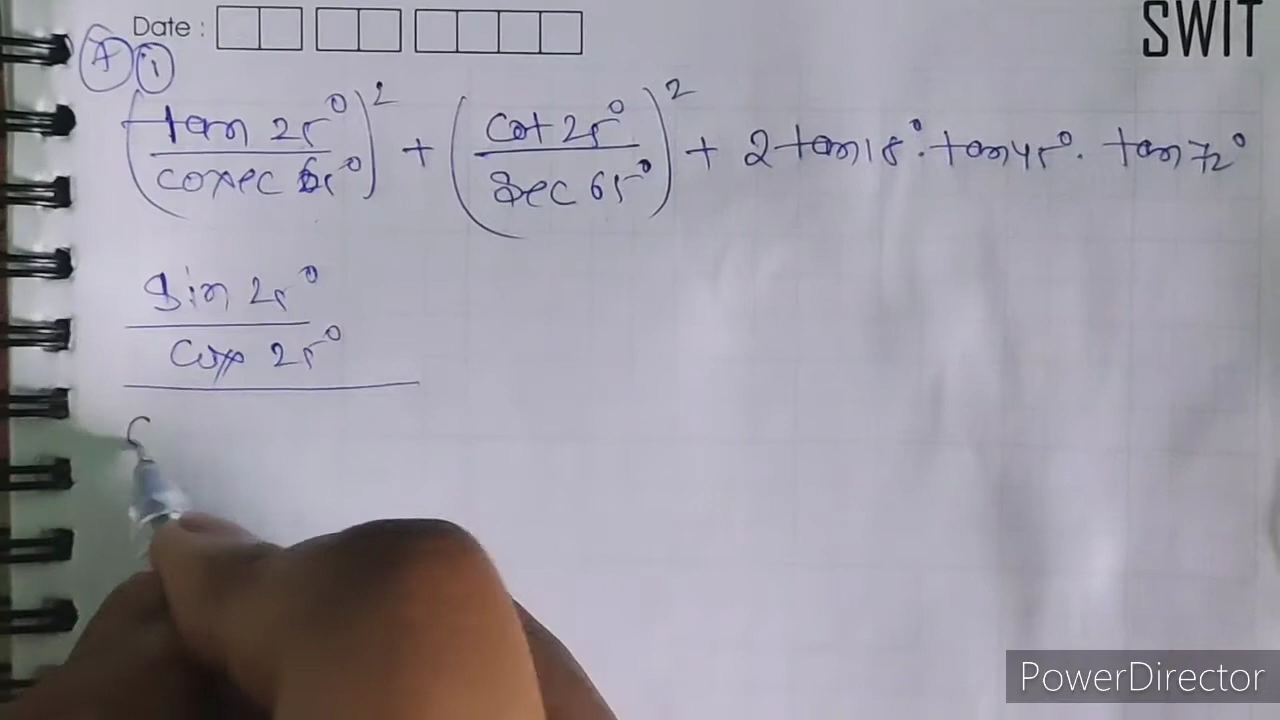 Date :
SWIT
A i
(tan 25° / cosec 65°)² + (cot 25° / sec 65°)² + 2 tan 18° . tan 45° . tan 72°
sin 25°
cos 25°
PowerDirector